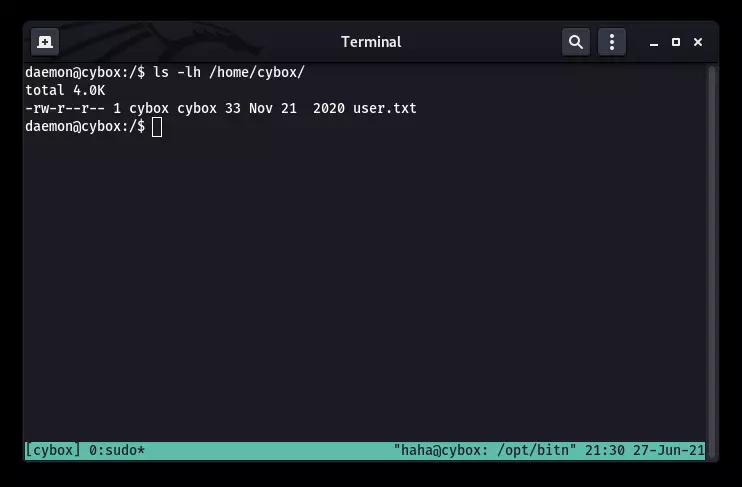 Terminal
daemon@cybox:/$ ls -lh /home/cybox/
total 4.0K
-rw-r--r-- 1 cybox cybox 33 Nov 21  2020 user.txt
daemon@cybox:/$
[cybox] 0:sudo* "haha@cybox: /opt/bitn" 21:30 27-Jun-21